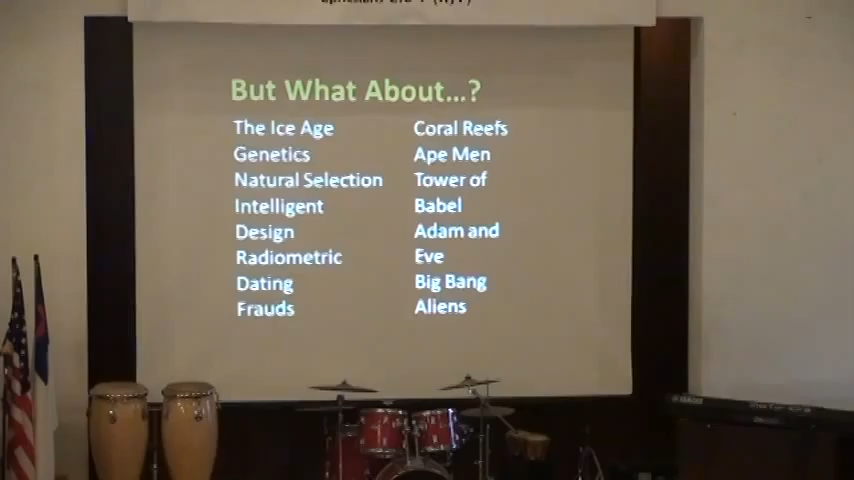 But What About...?
The Ice Age
Genetics
Natural Selection
Intelligent
Design
Radiometric
Dating
Frauds
Coral Reefs
Ape Men
Tower of
Babel
Adam and
Eve
Big Bang
Aliens